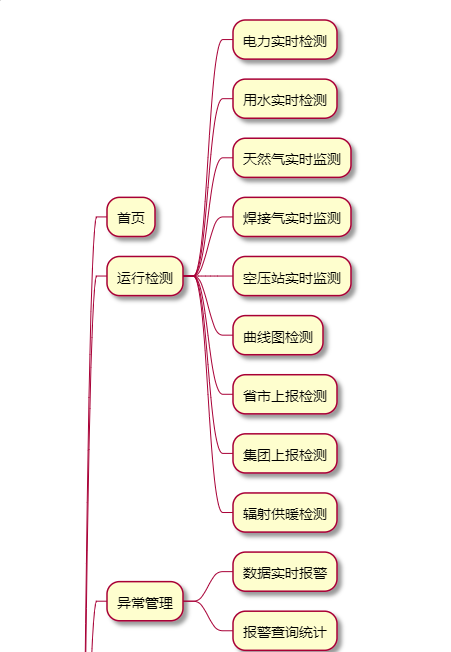 首页
运行检测
电力实时检测
用水实时检测
天然气实时监测
焊接气实时监测
空压站实时监测
曲线图检测
省市上报检测
集团上报检测
辐射供暖检测
异常管理
数据实时报警
报警查询统计